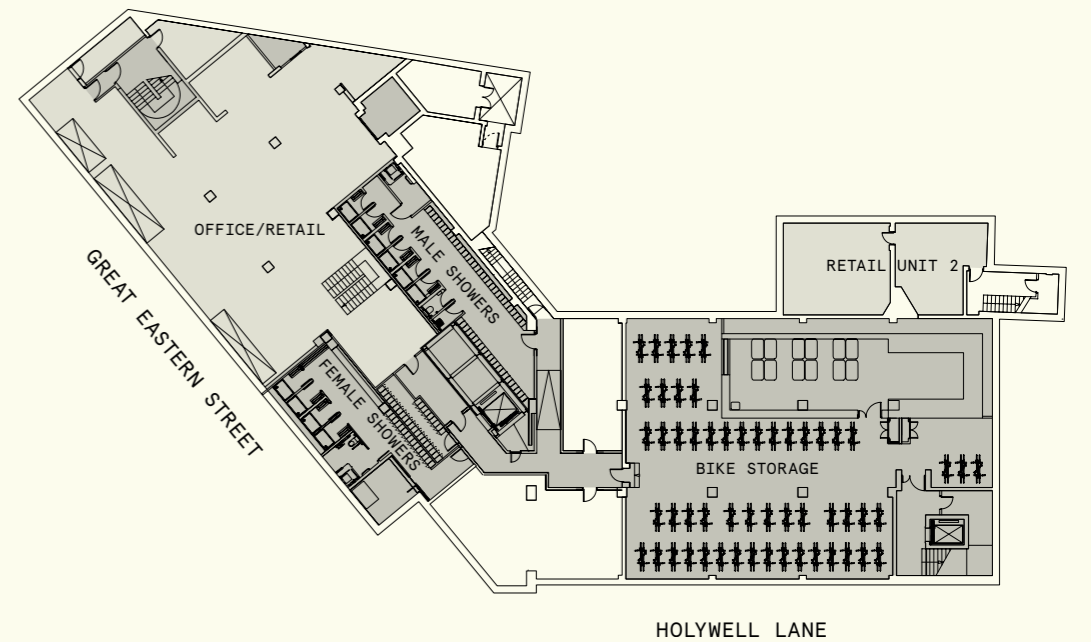 OFFICE/RETAIL
MALE SHOWERS
GREAT EASTERN STREET
FEMALE SHOWERS
RETAIL UNIT 2
BIKE STORAGE
HOLYWELL LANE